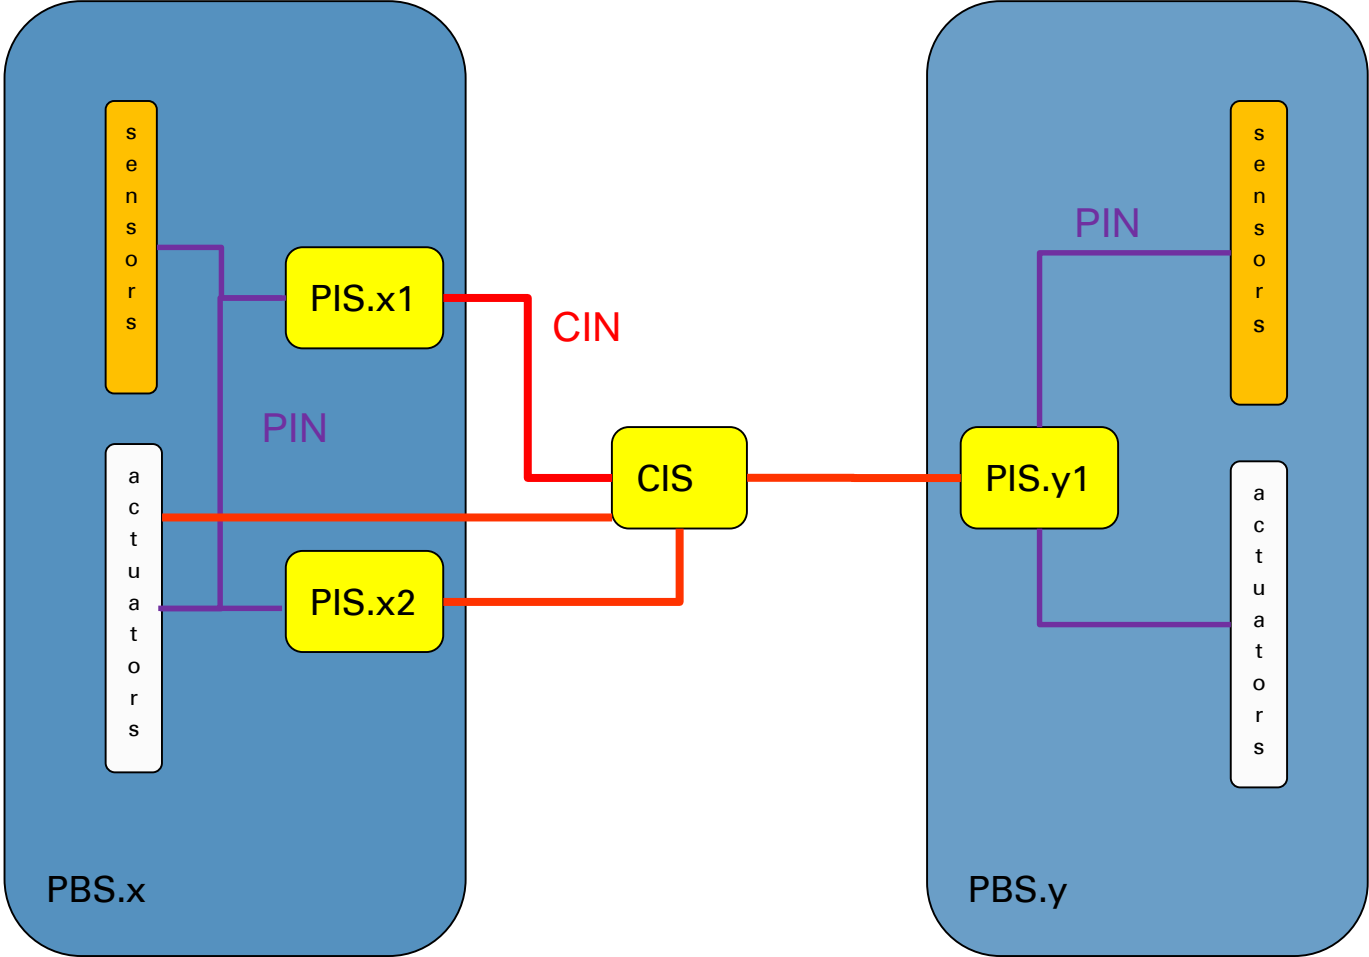 sensors
PIS.x1
PIN
actuators
PIS.x2
PBS.x
CIN
CIS
sensors
PIN
PIS.y1
actuators
PBS.y